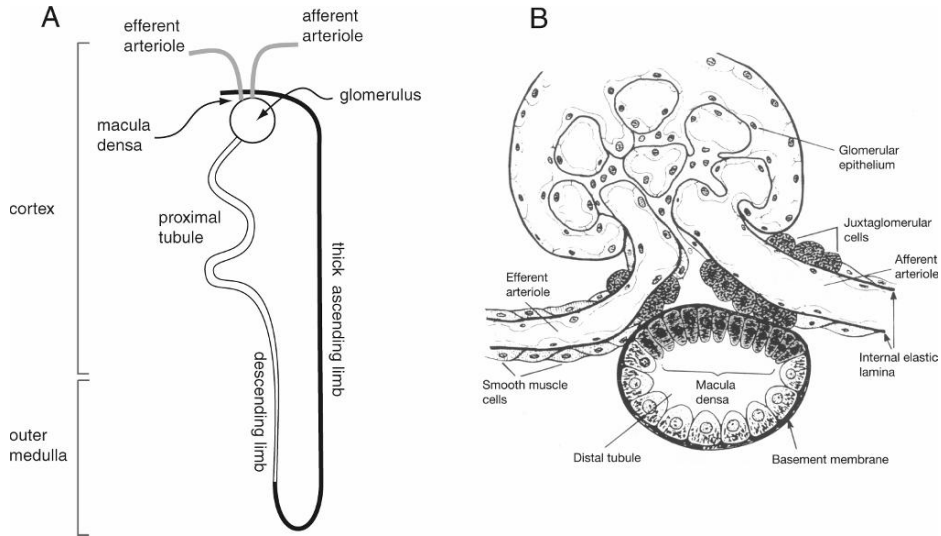 A
efferent
arteriole
afferent
arteriole
glomerulus
macula
densa
cortex
proximal
tubule
thick ascending limb
descending limb
outer
medulla
B
Glomerular
epithelium
Juxtaglomerular
cells
Afferent
arteriole
Efferent
arteriole
Internal elastic
lamina
Smooth muscle
cells
Macula
densa
Distal tubule
Basement membrane